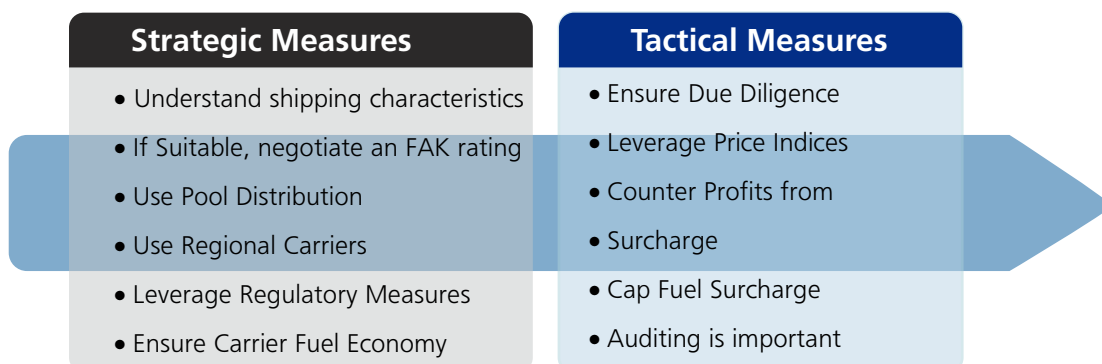 Strategic Measures
• Understand shipping characteristics
• If Suitable, negotiate an FAK rating
• Use Pool Distribution
• Use Regional Carriers
• Leverage Regulatory Measures
• Ensure Carrier Fuel Economy
Tactical Measures
• Ensure Due Diligence
• Leverage Price Indices
• Counter Profits from
• Surcharge
• Cap Fuel Surcharge
• Auditing is important